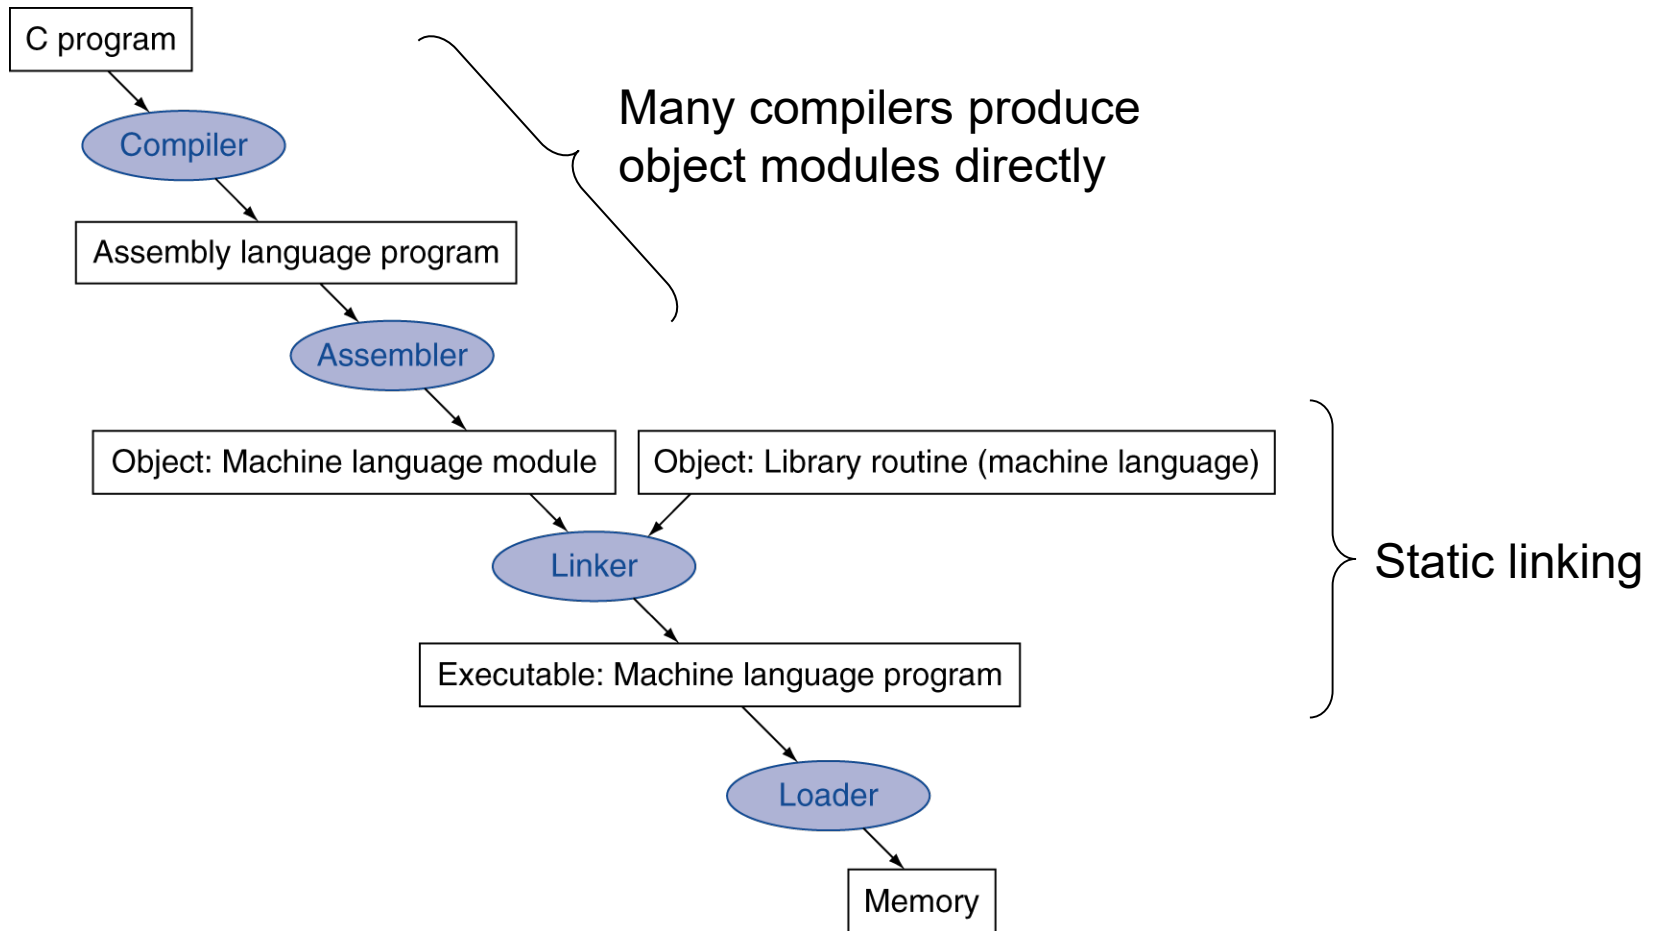 C program
Many compilers produce
object modules directly
Compiler
Assembly language program
Assembler
Object: Machine language module
Object: Library routine (machine language)
Linker
Static linking
Executable: Machine language program
Loader
Memory